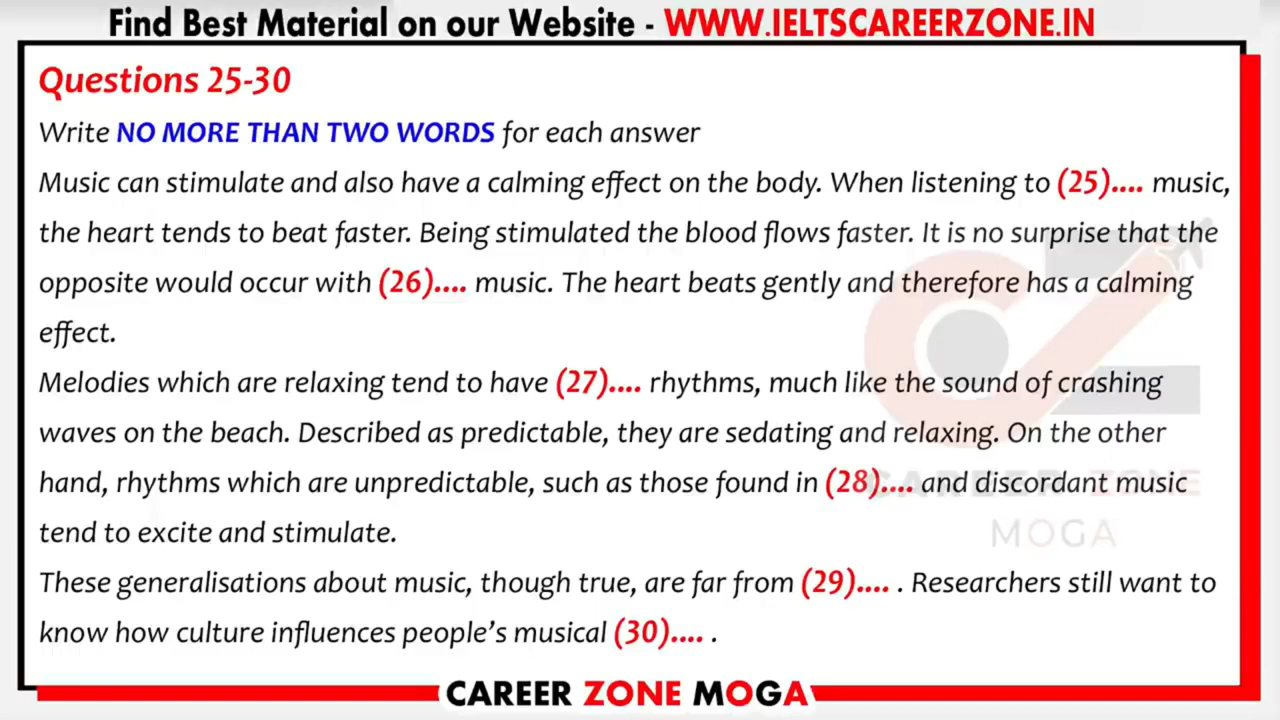 Find Best Material on our Website - WWW.IELTSCAREERZONE.IN
Questions 25-30
Write NO MORE THAN TWO WORDS for each answer
Music can stimulate and also have a calming effect on the body. When listening to (25).... music,
the heart tends to beat faster. Being stimulated the blood flows faster. It is no surprise that the
opposite would occur with (26).... music. The heart beats gently and therefore has a calming
effect.
Melodies which are relaxing tend to have (27).... rhythms, much like the sound of crashing
waves on the beach. Described as predictable, they are sedating and relaxing. On the other
hand, rhythms which are unpredictable, such as those found in (28).... and discordant music
tend to excite and stimulate.
These generalisations about music, though true, are far from (29).... . Researchers still want to
know how culture influences people's musical (30).... .
CAREER ZONE
MOGA
CAREER ZONE MOGA